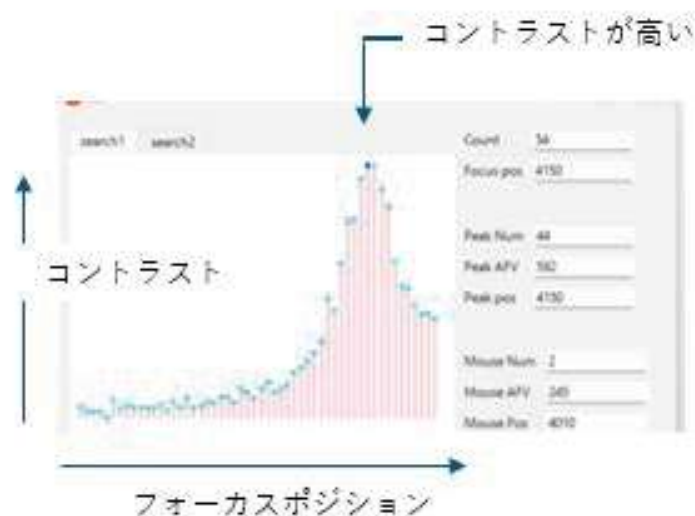 コントラストが高い
search1 search2
Count 54
Focus pos 4150
コントラスト
Peak Num 44
Peak AFV 592
Peak pos 4150
Mouse Num 2
Mouse AFV 245
Mouse Pos 4010
フォーカスポジション